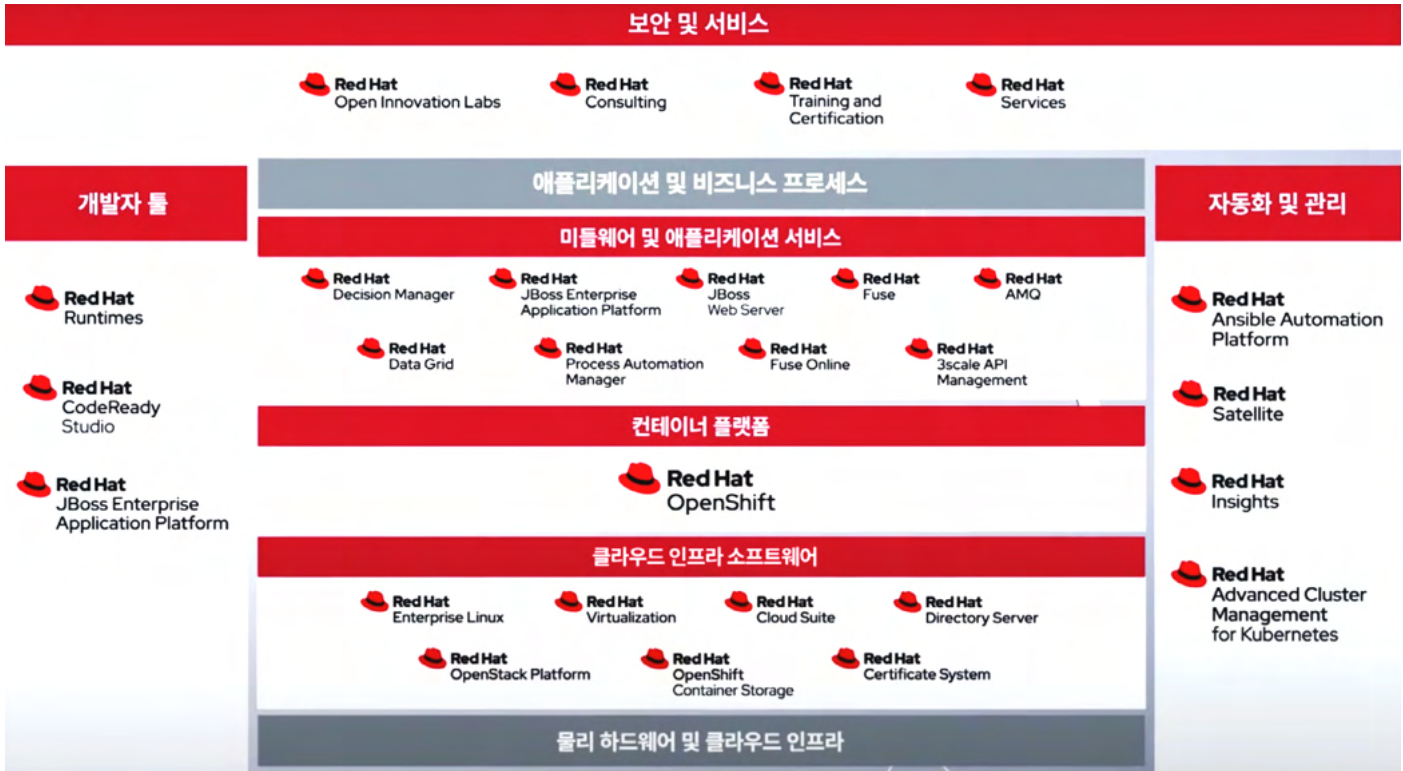 보안 및 서비스
Red Hat
Open Innovation Labs
Red Hat
Consulting
Red Hat
Training and
Certification
Red Hat
Services
개발자 툴
Red Hat
Runtimes
Red Hat
CodeReady
Studio
Red Hat
JBoss Enterprise
Application Platform
애플리케이션 및 비즈니스 프로세스
미들웨어 및 애플리케이션 서비스
Red Hat
Decision Manager
Red Hat
JBoss Enterprise
Application Platform
Red Hat
JBoss
Web Server
Red Hat
Fuse
Red Hat
AMQ
Red Hat
Data Grid
Red Hat
Process Automation
Manager
Red Hat
Fuse Online
Red Hat
3scale API
Management
컨테이너 플랫폼
Red Hat
OpenShift
클라우드 인프라 소프트웨어
Red Hat
Enterprise Linux
Red Hat
Virtualization
Red Hat
Cloud Suite
Red Hat
Directory Server
Red Hat
OpenStack Platform
Red Hat
OpenShift
Container Storage
Red Hat
Certificate System
물리 하드웨어 및 클라우드 인프라
자동화 및 관리
Red Hat
Ansible Automation
Platform
Red Hat
Satellite
Red Hat
Insights
Red Hat
Advanced Cluster
Management
for Kubernetes